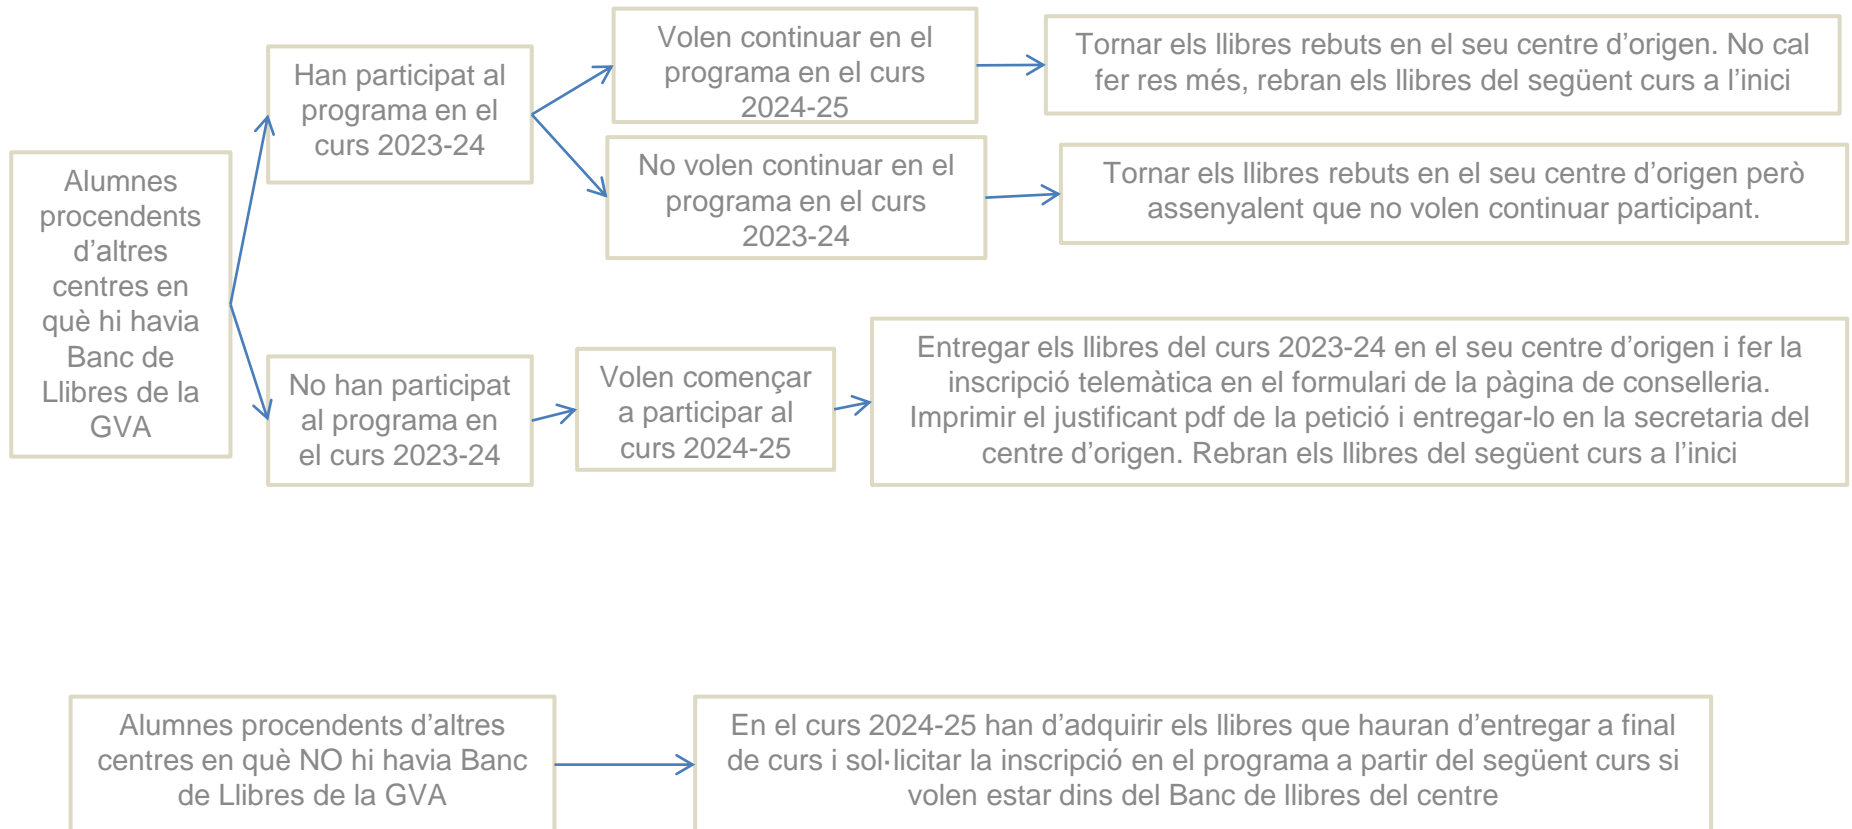 Alumnes
procendents
d’altres
centres en
què hi havia
Banc de
Llibres de la
GVA
Han participat al
programa en el
curs 2023-24
Volen continuar en el
programa en el curs
2024-25
Tornar els llibres rebuts en el seu centre d’origen. No cal
fer res més, rebran els llibres del següent curs a l’inici
No volen continuar en el
programa en el curs
2023-24
Tornar els llibres rebuts en el seu centre d’origen però
assenyalent que no volen continuar participant.
No han participat
al programa en
el curs 2023-24
Volen començar
a participar al
curs 2024-25
Entregar els llibres del curs 2023-24 en el seu centre d’origen i fer la
inscripció telemàtica en el formulari de la pàgina de conselleria.
Imprimir el justificant pdf de la petició i entregar-lo en la secretaria del
centre d’origen. Rebran els llibres del següent curs a l’inici
Alumnes procendents d’altres
centres en què NO hi havia Banc
de Llibres de la GVA
En el curs 2024-25 han d’adquirir els llibres que hauran d’entregar a final
de curs i sol·licitar la inscripció en el programa a partir del següent curs si
volen estar dins del Banc de llibres del centre